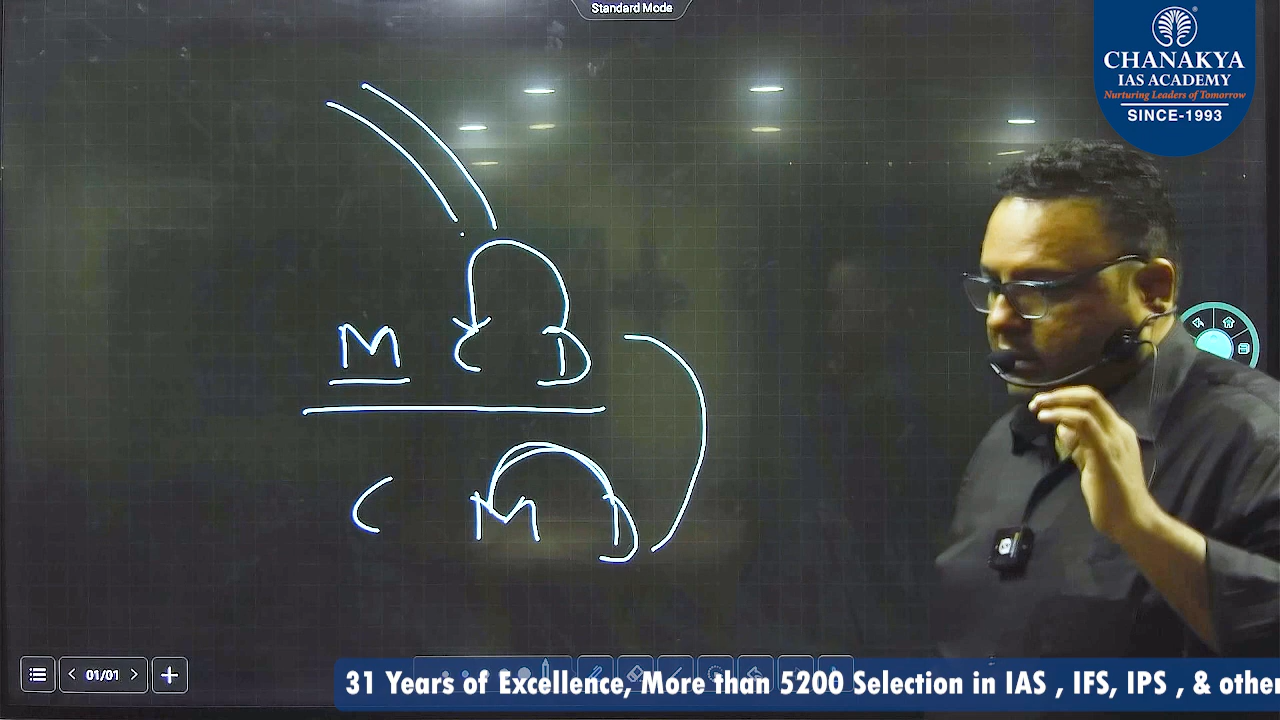 Standard Mode
CHANAKYA
IAS ACADEMY
Nurturing Leaders of Tomorrow
SINCE-1993
M C D
C M D
01/01
31 Years of Excellence, More than 5200 Selection in IAS , IFS, IPS , & other